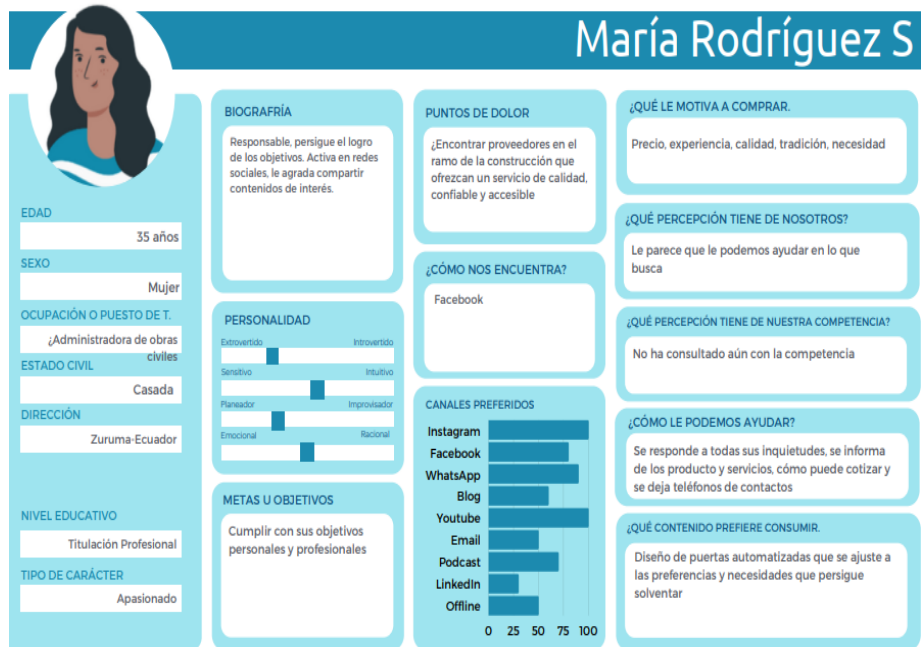 María Rodríguez S
EDAD
35 años
SEXO
Mujer
OCUPACIÓN O PUESTO DE T.
¿Administradora de obras
civiles
ESTADO CIVIL
Casada
DIRECCIÓN
Zuruma-Ecuador
NIVEL EDUCATIVO
Titulación Profesional
TIPO DE CARÁCTER
Apasionado
BIOGRAFRÍA
Responsable, persigue el logro
de los objetivos. Activa en redes
sociales, le agrada compartir
contenidos de interés.
PERSONALIDAD
Extrovertido Introvertido
Sensitivo Intuitivo
Planeador Improvisador
Emocional Racional
METAS U OBJETIVOS
Cumplir con sus objetivos
personales y profesionales
PUNTOS DE DOLOR
¿Encontrar proveedores en el
ramo de la construcción que
ofrezcan un servicio de calidad,
confiable y accesible
¿CÓMO NOS ENCUENTRA?
Facebook
CANALES PREFERIDOS
Instagram
Facebook
WhatsApp
Blog
Youtube
Email
Podcast
LinkedIn
Offline
0 25 50 75 100
¿QUÉ LE MOTIVA A COMPRAR.
Precio, experiencia, calidad, tradición, necesidad
¿QUÉ PERCEPCIÓN TIENE DE NOSOTROS?
Le parece que le podemos ayudar en lo que
busca
¿QUÉ PERCEPCIÓN TIENE DE NUESTRA COMPETENCIA?
No ha consultado aún con la competencia
¿CÓMO LE PODEMOS AYUDAR?
Se responde a todas sus inquietudes, se informa
de los producto y servicios, cómo puede cotizar y
se deja teléfonos de contactos
¿QUÉ CONTENIDO PREFIERE CONSUMIR.
Diseño de puertas automatizadas que se ajuste a
las preferencias y necesidades que persigue
solventar